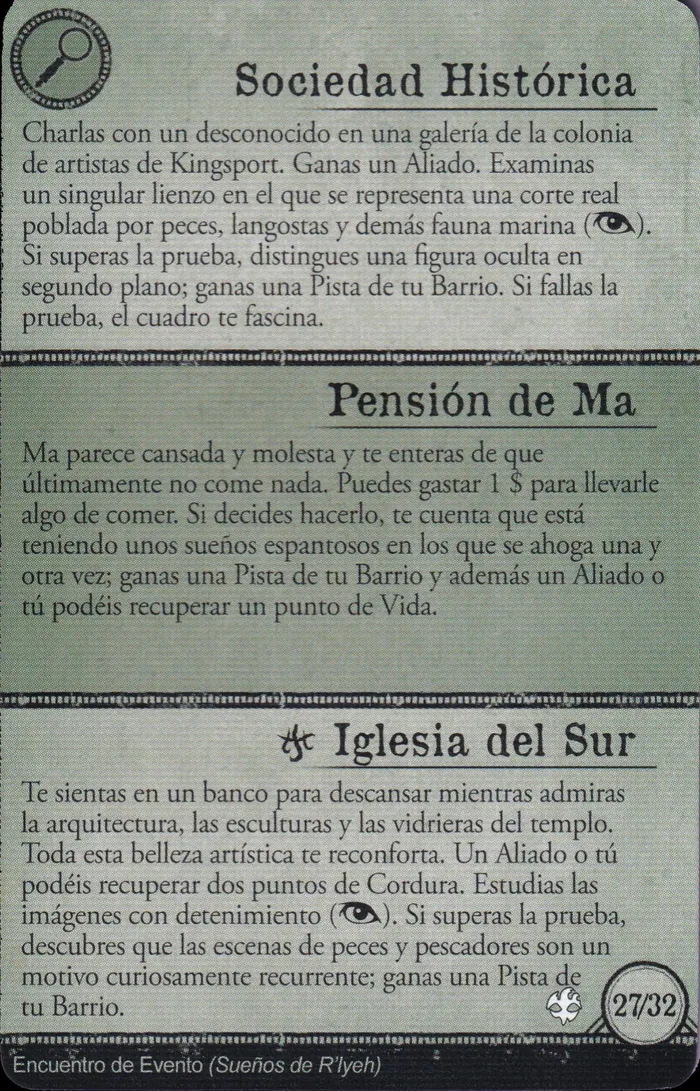 Sociedad Histórica
Charlas con un desconocido en una galería de la colonia
de artistas de Kingsport. Ganas un Aliado. Examinas
un singular lienzo en el que se representa una corte real
poblada por peces, langostas y demás fauna marina ( ).
Si superas la prueba, distingues una figura oculta en
segundo plano; ganas una Pista de tu Barrio. Si fallas la
prueba, el cuadro te fascina.
Pensión de Ma
Ma parece cansada y molesta y te enteras de que
últimamente no come nada. Puedes gastar 1 $ para llevarle
algo de comer. Si decides hacerlo, te cuenta que está
teniendo unos sueños espantosos en los que se ahoga una y
otra vez; ganas una Pista de tu Barrio y además un Aliado o
tú podéis recuperar un punto de Vida.
Iglesia del Sur
Te sientas en un banco para descansar mientras admiras
la arquitectura, las esculturas y las vidrieras del templo.
Toda esta belleza artística te reconforta. Un Aliado o tú
podéis recuperar dos puntos de Cordura. Estudias las
imágenes con detenimiento ( ). Si superas la prueba,
descubres que las escenas de peces y pescadores son un
motivo curiosamente recurrente; ganas una Pista de
tu Barrio.
27/32
Encuentro de Evento (Sueños de R'lyeh)